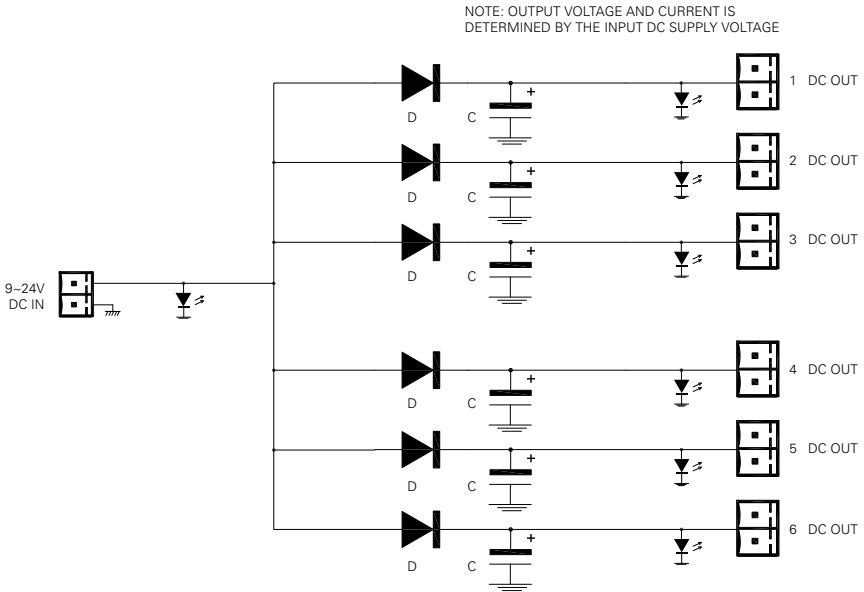 NOTE: OUTPUT VOLTAGE AND CURRENT IS
DETERMINED BY THE INPUT DC SUPPLY VOLTAGE
+
1 DC OUT
D
C
+
2 DC OUT
D
C
+
3 DC OUT
D
C
9~24V
DC IN
+
4 DC OUT
D
C
+
5 DC OUT
D
C
+
6 DC OUT
D
C